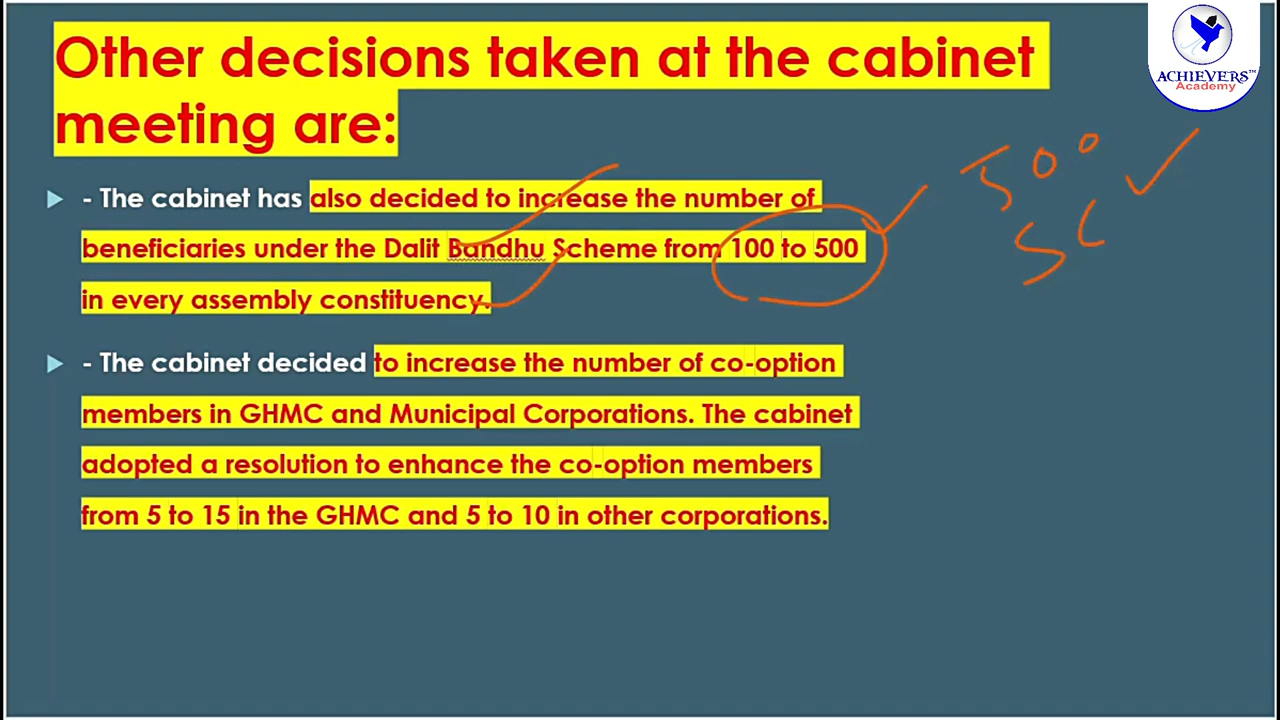 Other decisions taken at the cabinet
meeting are:
- The cabinet has also decided to increase the number of
beneficiaries under the Dalit Bandhu Scheme from 100 to 500
in every assembly constituency.
- The cabinet decided to increase the number of co-option
members in GHMC and Municipal Corporations. The cabinet
adopted a resolution to enhance the co-option members
from 5 to 15 in the GHMC and 5 to 10 in other corporations.
500
SC
ACHIEVERS™
Academy